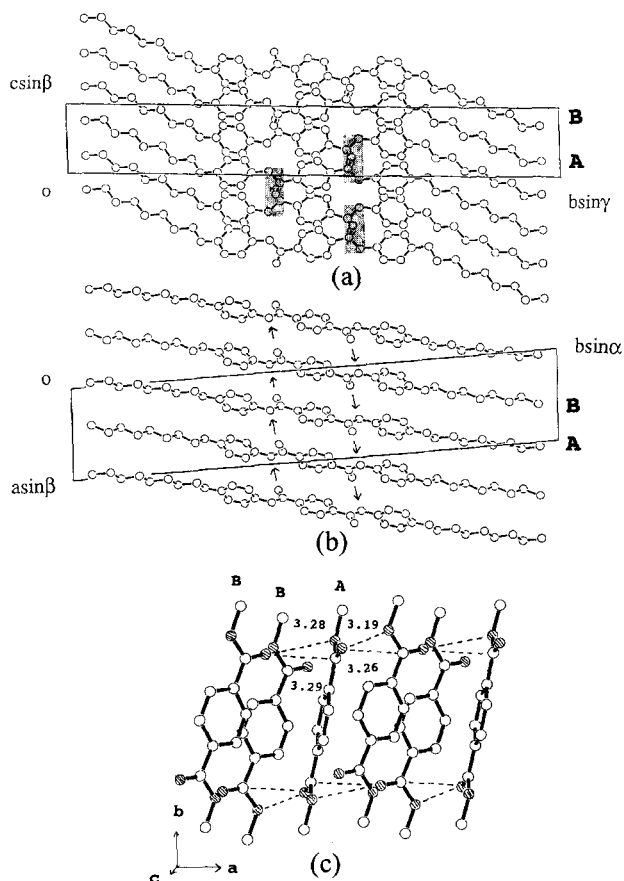 csinβ
B
A
o
bsinγ
(a)
bsinα
o
B
A
asinβ
(b)
B B A
3.28 3.19
3.26
3.29
b
c a
(c)